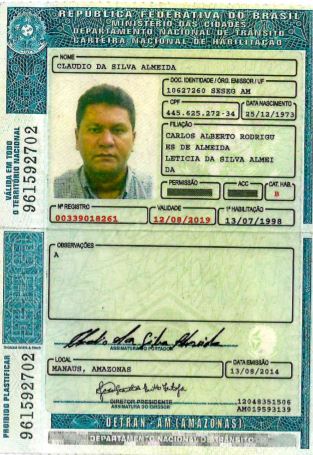 REPÚBLICA FEDERATIVA DO BRASIL
MINISTÉRIO DAS CIDADES
DEPARTAMENTO NACIONAL DE TRÂNSITO
CARTEIRA NACIONAL DE HABILITAÇÃO
NOME
CLAUDIO DA SILVA ALMEIDA
DOC. IDENTIDADE / ÓRG. EMISSOR / UF
10627260 SESEG AM
CPF DATA NASCIMENTO
445.625.272-34 25/12/1973
FILIAÇÃO
CARLOS ALBERTO RODRIGU
ES DE ALMEIDA
LETICIA DA SILVA ALMEI
DA
PERMISSÃO ACC CAT. HAB.
B
Nº REGISTRO VALIDADE 1ª HABILITAÇÃO
00339018261 12/08/2019 13/07/1998
VÁLIDA EM TODO
O TERRITÓRIO NACIONAL
961592702
OBSERVAÇÕES
A
Claudio da Silva Almeida
ASSINATURA DO PORTADOR
LOCAL DATA EMISSÃO
MANAUS, AMAZONAS 13/08/2014
DIRETOR-PRESIDENTE
ASSINATURA DO EMISSOR
12048351506
AM019593139
PROIBIDO PLASTIFICAR
961592702
DETRAN-AM (AMAZONAS)
DEPARTAMENTO NACIONAL DE TRÂNSITO